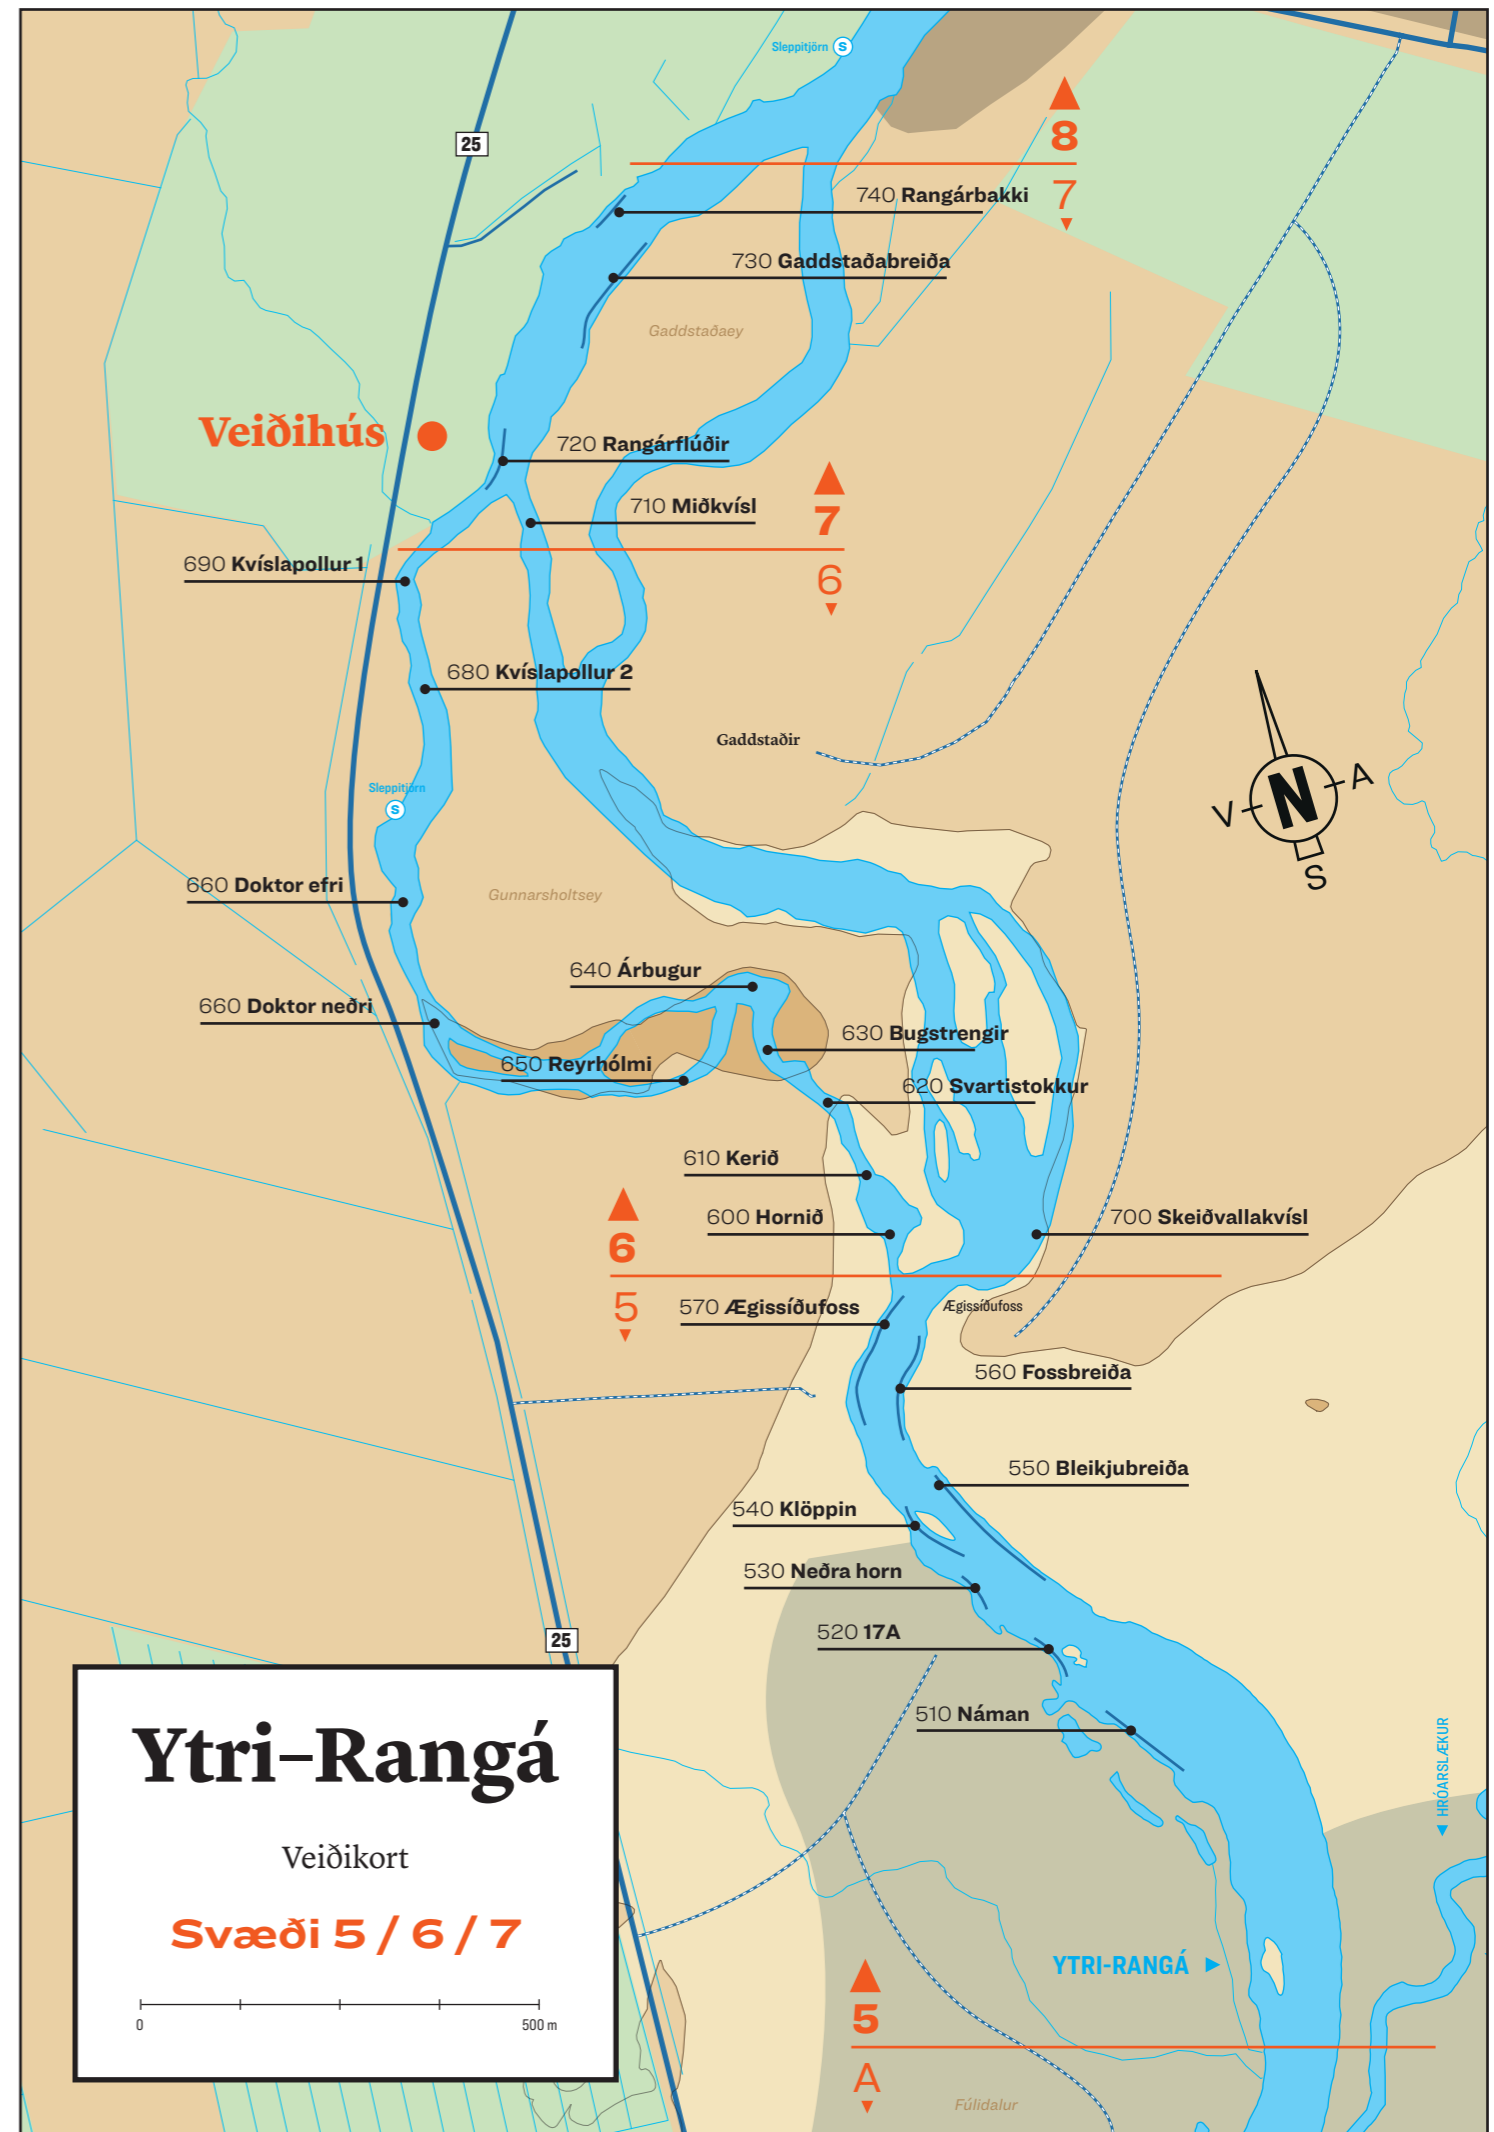 Sleppitjörn S
8
25
7
740 Rangárbakki
730 Gaddstaðabreiða
Gaddstaðaey
Veiðihús
720 Rangárflúðir
710 Miðkvísl
7
690 Kvíslapollur 1
6
680 Kvíslapollur 2
Gaddstaðir
N
A
V
S
Sleppitjörn
S
660 Doktor efri
Gunnarsholtsey
640 Árbugur
660 Doktor neðri
630 Bugstrengir
650 Reyrhólmi
620 Svartistokkur
610 Kerið
600 Hornið
700 Skeiðvallakvísl
6
5
570 Ægissíðufoss
Ægissíðufoss
560 Fossbreiða
550 Bleikjubreiða
540 Klöppin
530 Neðra horn
520 17A
25
510 Náman
HRÓARSLÆKUR
Ytri–Rangá
Veiðikort
Svæði 5 / 6 / 7
0 500 m
YTRI-RANGÁ
5
A
Fúlidalur